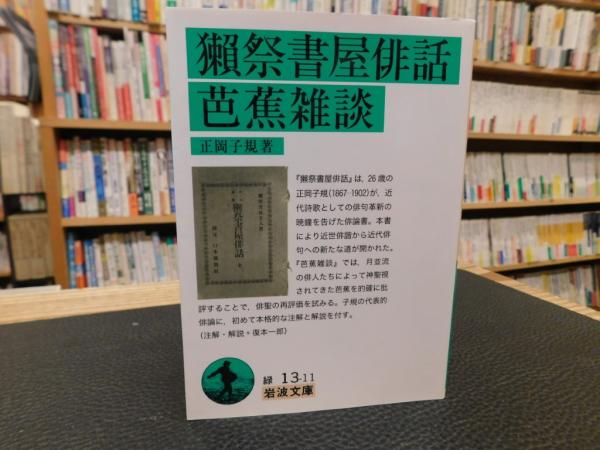 獺祭書屋俳話
芭蕉雑談
正岡子規著
『獺祭書屋俳話』は、26歳の
正岡子規(1867-1902)が、近
代詩歌としての俳句革新の
暁鐘を告げた俳論書。本書
により近世俳諧から近代俳
句への新たな道が開かれた。
『芭蕉雑談』では、月並流
の俳人たちによって神聖視
されてきた芭蕉を的確に批
評することで、俳聖の再評価を試みる。子規の代表的
俳論に、初めて本格的な注解と解説を付す。
(注解・解説=復本一郎)
獺祭書屋俳話
緑 13-11
岩波文庫